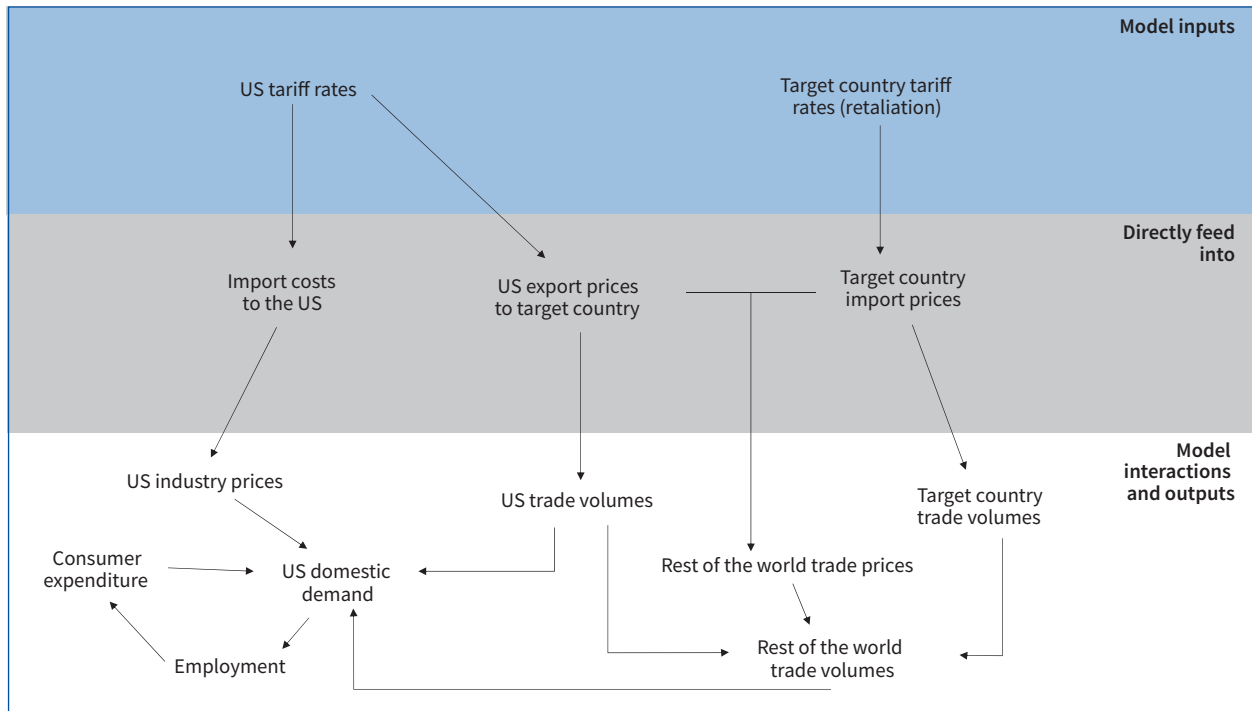 Model inputs
US tariff rates
Target country tariff
rates (retaliation)
Directly feed
into
Import costs
to the US
US export prices
to target country
Target country
import prices
Model
interactions
and outputs
US industry prices
US trade volumes
Target country
trade volumes
Consumer
expenditure
US domestic
demand
Rest of the world trade prices
Employment
Rest of the world
trade volumes